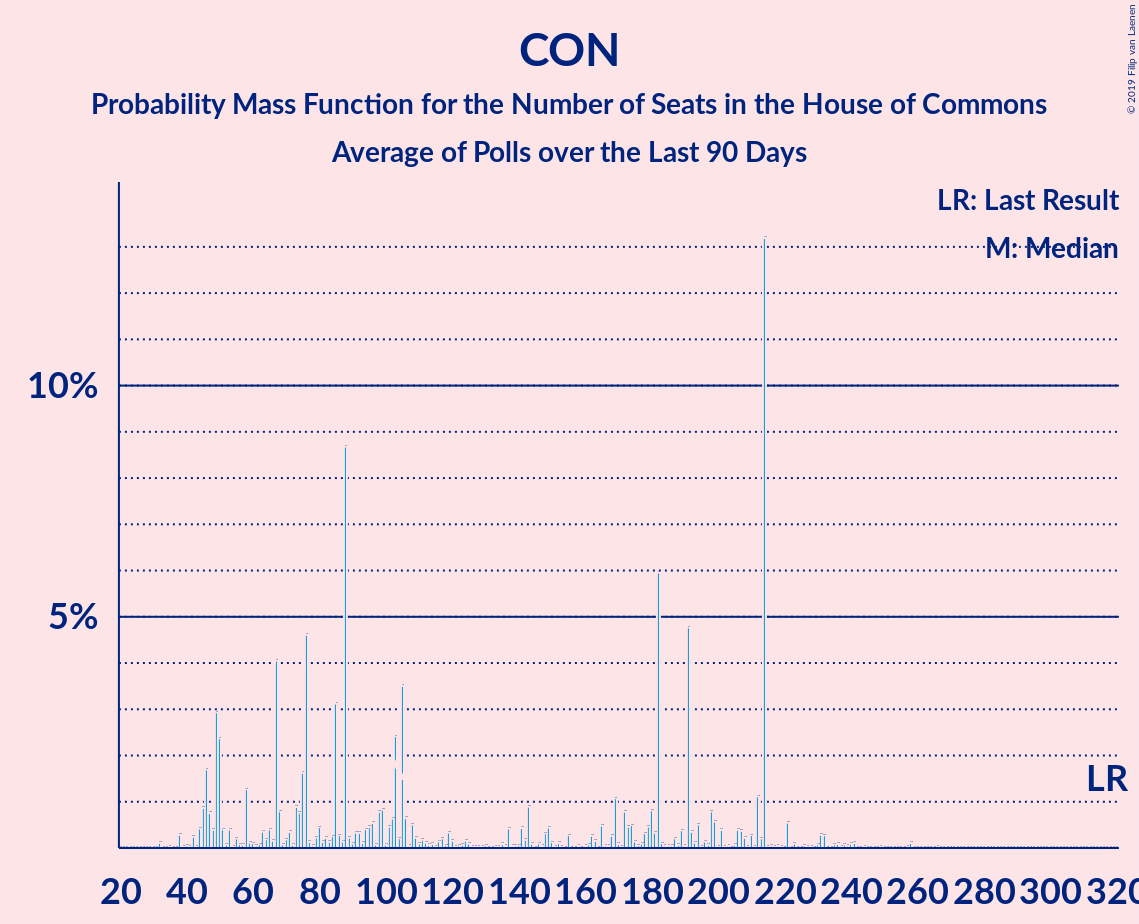 CON
Probability Mass Function for the Number of Seats in the House of Commons
Average of Polls over the Last 90 Days
© 2019 Filip van Laenen
LR: Last Result
M: Median
10%
5%
LR
20 40 60 80 100 120 140 160 180 200 220 240 260 280 300 320